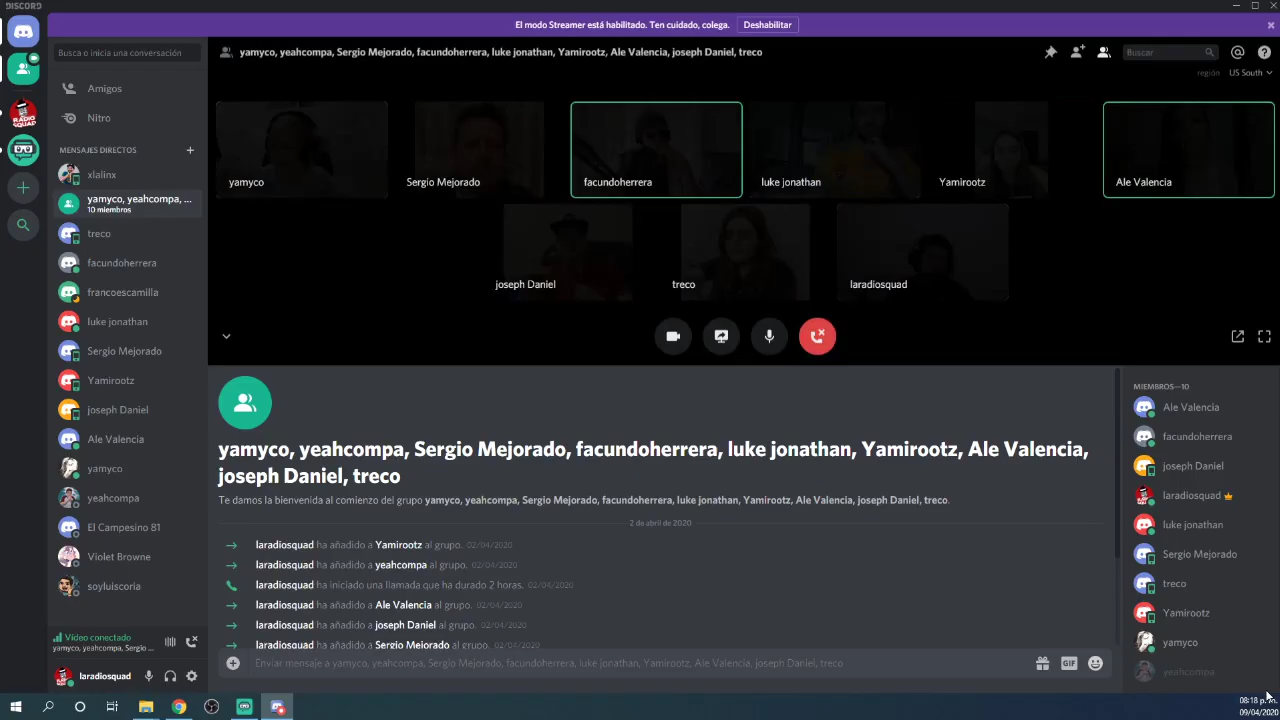 DISCORD
El modo Streamer está habilitado. Ten cuidado, colega. Deshabilitar
Busca o inicia una conversación
Amigos
Nitro
MENSAJES DIRECTOS
xlalinx
yamyco, yeahcompa, ...
10 miembros
treco
facundoherrera
francoescamilla
luke jonathan
Sergio Mejorado
Yamirootz
joseph Daniel
Ale Valencia
yamyco
yeahcompa
El Campesino 81
Violet Browne
soyluiscoria
Vídeo conectado
yamyco, yeahcompa, Sergio ...
laradiosquad
RADIO SQUAD
yamyco, yeahcompa, Sergio Mejorado, facundoherrera, luke jonathan, Yamirootz, Ale Valencia, joseph Daniel, treco
Buscar
región US South
yamyco
Sergio Mejorado
facundoherrera
luke jonathan
Yamirootz
Ale Valencia
joseph Daniel
treco
laradiosquad
yamyco, yeahcompa, Sergio Mejorado, facundoherrera, luke jonathan, Yamirootz, Ale Valencia,
joseph Daniel, treco
Te damos la bienvenida al comienzo del grupo yamyco, yeahcompa, Sergio Mejorado, facundoherrera, luke jonathan, Yamirootz, Ale Valencia, joseph Daniel, treco.
2 de abril de 2020
laradiosquad ha añadido a Yamirootz al grupo. 02/04/2020
laradiosquad ha añadido a yeahcompa al grupo. 02/04/2020
laradiosquad ha iniciado una llamada que ha durado 2 horas. 02/04/2020
laradiosquad ha añadido a Ale Valencia al grupo. 02/04/2020
laradiosquad ha añadido a joseph Daniel al grupo. 02/04/2020
laradiosquad ha añadido a Sergio Mejorado al grupo. 02/04/2020
Enviar mensaje a yamyco, yeahcompa, Sergio Mejorado, facundoherrera, luke jonathan, Yamirootz, Ale Valencia, joseph Daniel, treco
GIF
MIEMBROS—10
Ale Valencia
facundoherrera
joseph Daniel
laradiosquad
luke jonathan
Sergio Mejorado
treco
Yamirootz
yamyco
yeahcompa
08:18 p. m.
09/04/2020